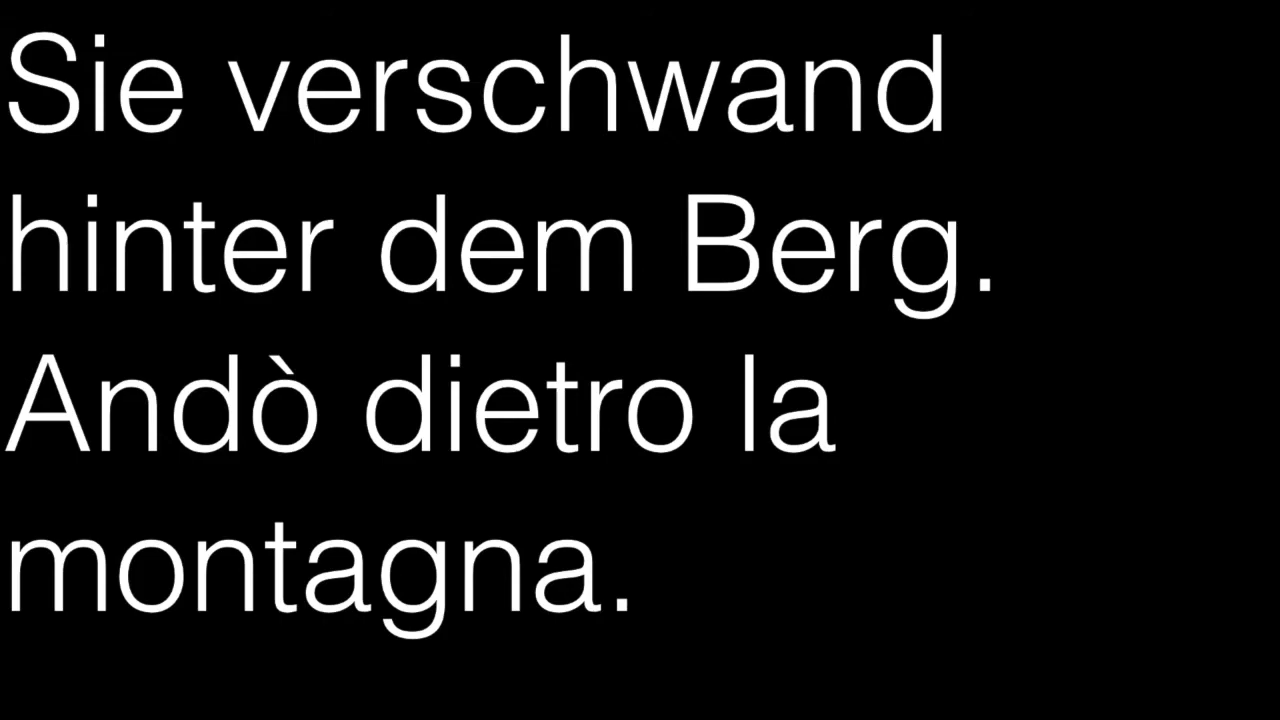 Sie verschwand
hinter dem Berg.
Andò dietro la
montagna.